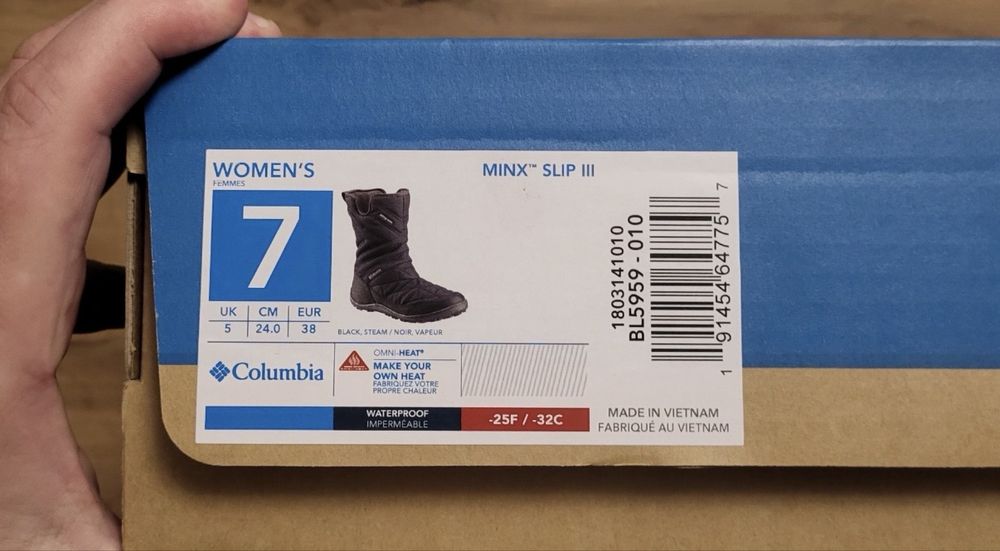 WOMEN'S
FEMMES
MINX™ SLIP III
7
UK CM EUR
5 24.0 38
BLACK, STEAM / NOIR, VAPEUR
1803141010
BL5959 - 010
1 91454 64775 7
Columbia
OMNI-HEAT®
MAKE YOUR
OWN HEAT
FABRIQUEZ VOTRE
PROPRE CHALEUR
WATERPROOF
IMPERMÉABLE
-25F / -32C
MADE IN VIETNAM
FABRIQUÉ AU VIETNAM